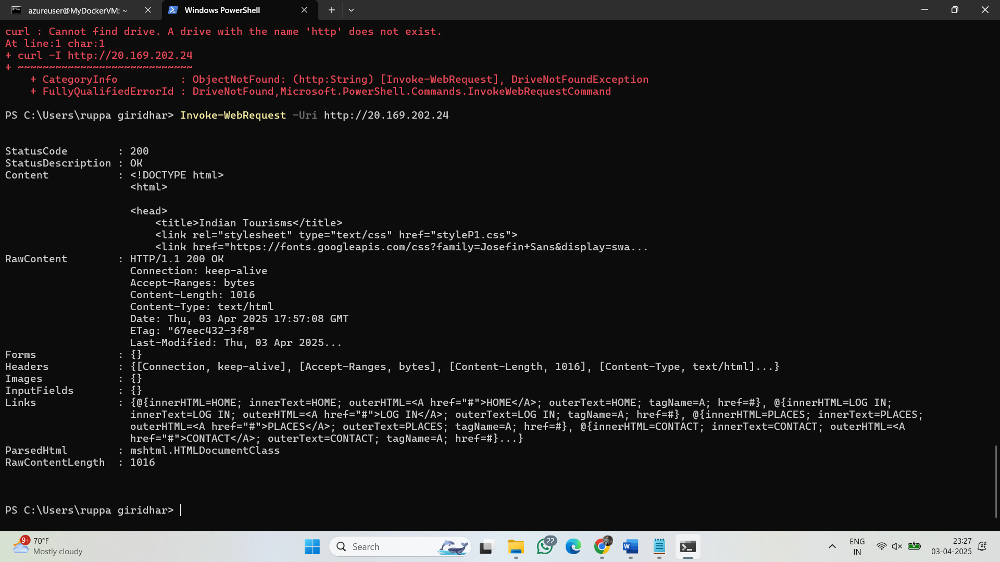 azureuser@MyDockerVM: ~
Windows PowerShell
curl : Cannot find drive. A drive with the name 'http' does not exist.
At line:1 char:1
+ curl -I http://20.169.202.24
+ ~~~~~~~~~~~~~~~~~~~~~~~~~~~~
    + CategoryInfo          : ObjectNotFound: (http:String) [Invoke-WebRequest], DriveNotFoundException
    + FullyQualifiedErrorId : DriveNotFound,Microsoft.PowerShell.Commands.InvokeWebRequestCommand
PS C:\Users\ruppa giridhar> Invoke-WebRequest -Uri http://20.169.202.24
StatusCode        : 200
StatusDescription : OK
Content           : <!DOCTYPE html>
                    <html>
                    <head>
                        <title>Indian Tourisms</title>
                        <link rel="stylesheet" type="text/css" href="styleP1.css">
                        <link href="https://fonts.googleapis.com/css?family=Josefin+Sans&display=swa...
RawContent        : HTTP/1.1 200 OK
                    Connection: keep-alive
                    Accept-Ranges: bytes
                    Content-Length: 1016
                    Content-Type: text/html
                    Date: Thu, 03 Apr 2025 17:57:08 GMT
                    ETag: "67eec432-3f8"
                    Last-Modified: Thu, 03 Apr 2025...
Forms             : {}
Headers           : {[Connection, keep-alive], [Accept-Ranges, bytes], [Content-Length, 1016], [Content-Type, text/html]...}
Images            : {}
InputFields       : {}
Links             : {@{innerHTML=HOME; innerText=HOME; outerHTML=<A href="#">HOME</A>; outerText=HOME; tagName=A; href=#}, @{innerHTML=LOG IN;
                    innerText=LOG IN; outerHTML=<A href="#">LOG IN</A>; outerText=LOG IN; tagName=A; href=#}, @{innerHTML=PLACES; innerText=PLACES;
                    outerHTML=<A href="#">PLACES</A>; outerText=PLACES; tagName=A; href=#}, @{innerHTML=CONTACT; innerText=CONTACT; outerHTML=<A
                    href="#">CONTACT</A>; outerText=CONTACT; tagName=A; href=#}...}
ParsedHtml        : mshtml.HTMLDocumentClass
RawContentLength  : 1016
PS C:\Users\ruppa giridhar>
9+
70°F
Mostly cloudy
Search
22
ENG
IN
23:27
03-04-2025